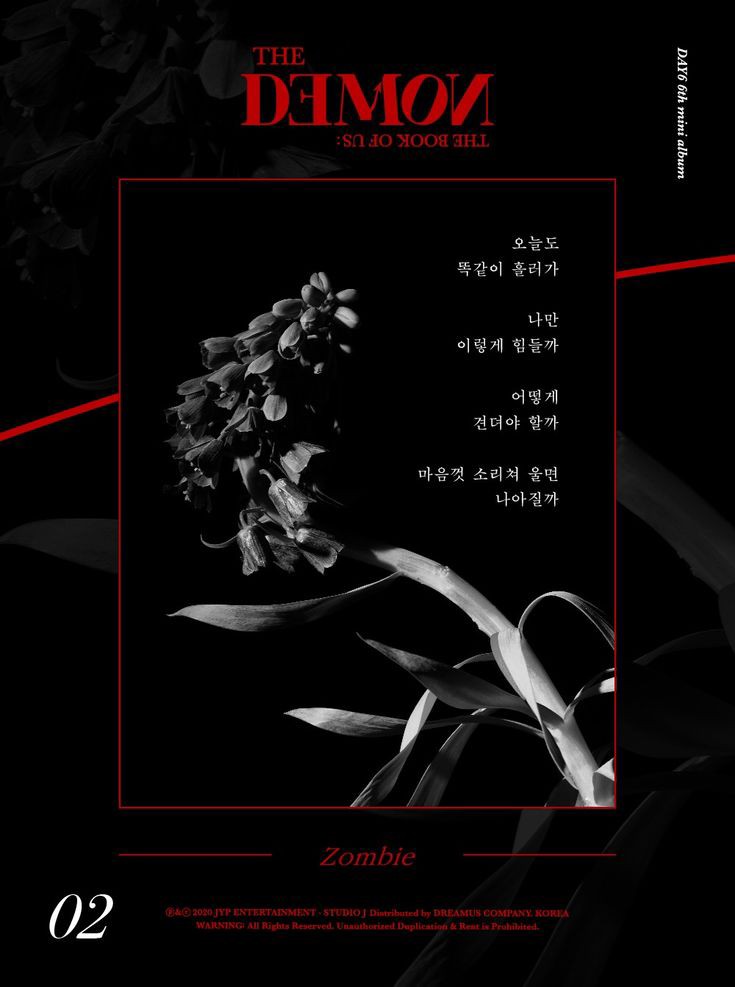 THE
DEMON
THE BOOK OF US:
DAY6 6th mini album
오늘도
똑같이 흘러가
나만
이렇게 힘들까
어떻게
견뎌야 할까
마음껏 소리쳐 울면
나아질까
Zombie
02
Ⓟ&ⓒ 2020 JYP ENTERTAINMENT - STUDIO J Distributed by DREAMUS COMPANY. KOREA
WARNING: All Rights Reserved. Unauthorized Duplication & Rent is Prohibited.